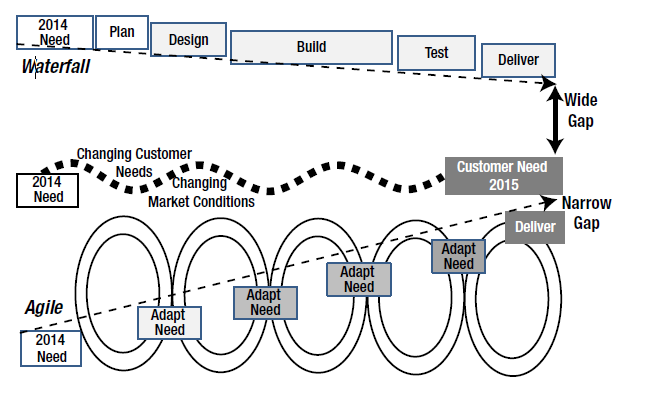 2014
Need
Plan
Design
Build
Test
Deliver
Waterfall
Wide
Gap
Changing Customer
Needs
Changing
Market Conditions
2014
Need
Customer Need
2015
Narrow
Gap
Deliver
Adapt
Need
Adapt
Need
Adapt
Need
Adapt
Need
Agile
2014
Need